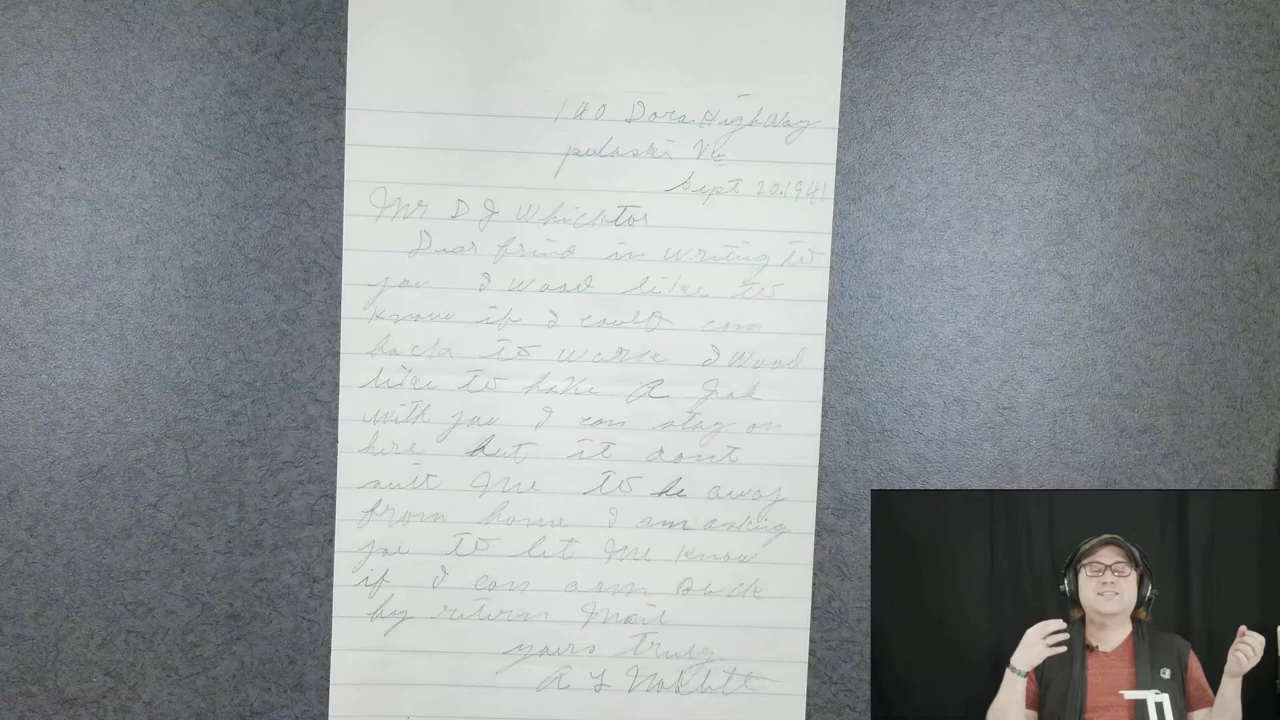 140 Dora HighWay
pulaski Va
Sept 20.1941
Mr D J
Dear frind in writing to
you I wood like to
know if I could com
back to work I wood
like to have A Job
with you I can stay on
here but it dont
suit Me to be away
from home I am asking
you to let Me know
if I can com back
by return Mail
yours truly
A L Noblitt